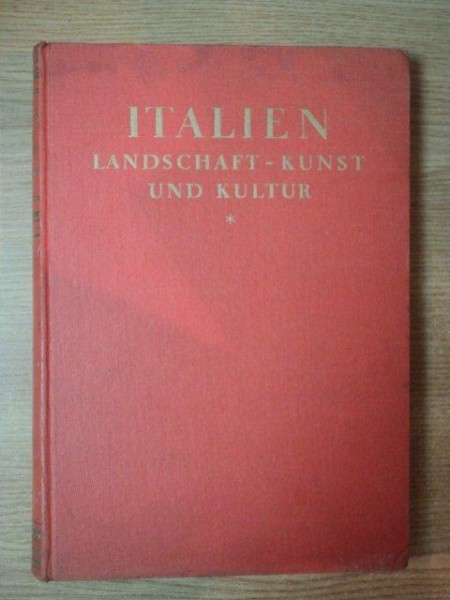 ITALIEN
LANDSCHAFT-KUNST
UND KULTUR
*